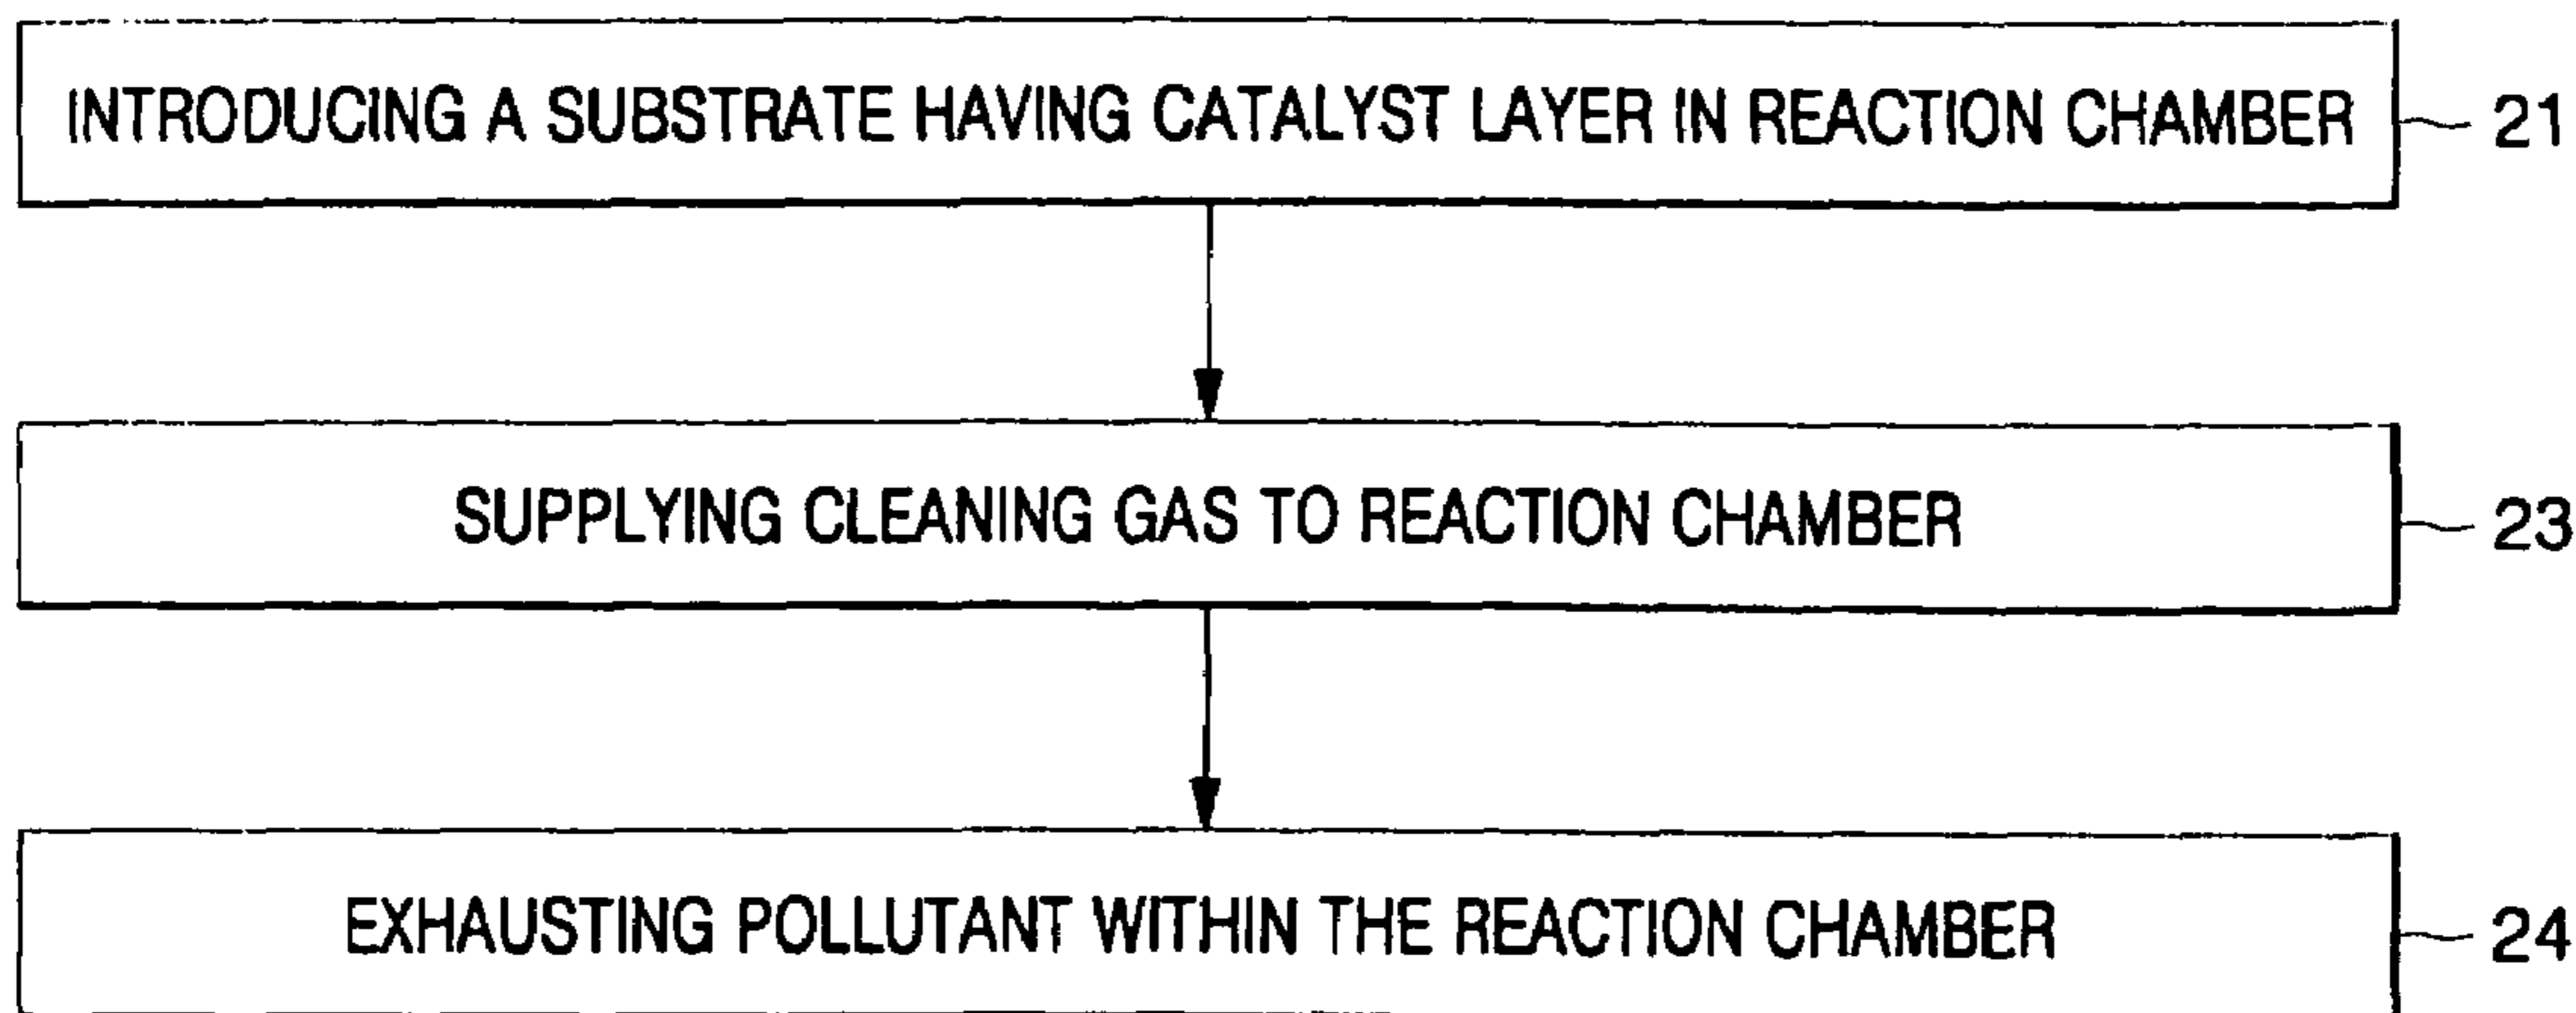 INTRODUCING A SUBSTRATE HAVING CATALYST LAYER IN REACTION CHAMBER 21
SUPPLYING CLEANING GAS TO REACTION CHAMBER 23
EXHAUSTING POLLUTANT WITHIN THE REACTION CHAMBER 24